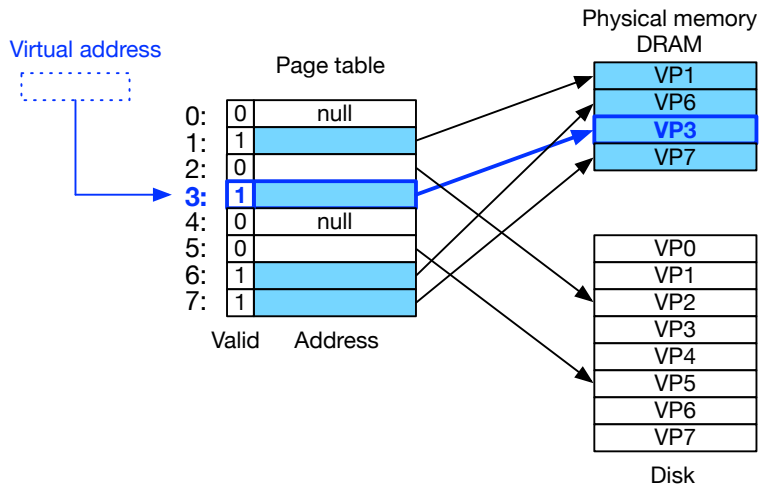 Physical memory
DRAM
Virtual address
Page table
0: 0 null
1: 1
2: 0
3: 1
4: 0 null
5: 0
6: 1
7: 1
Valid Address
VP1
VP6
VP3
VP7
VP0
VP1
VP2
VP3
VP4
VP5
VP6
VP7
Disk